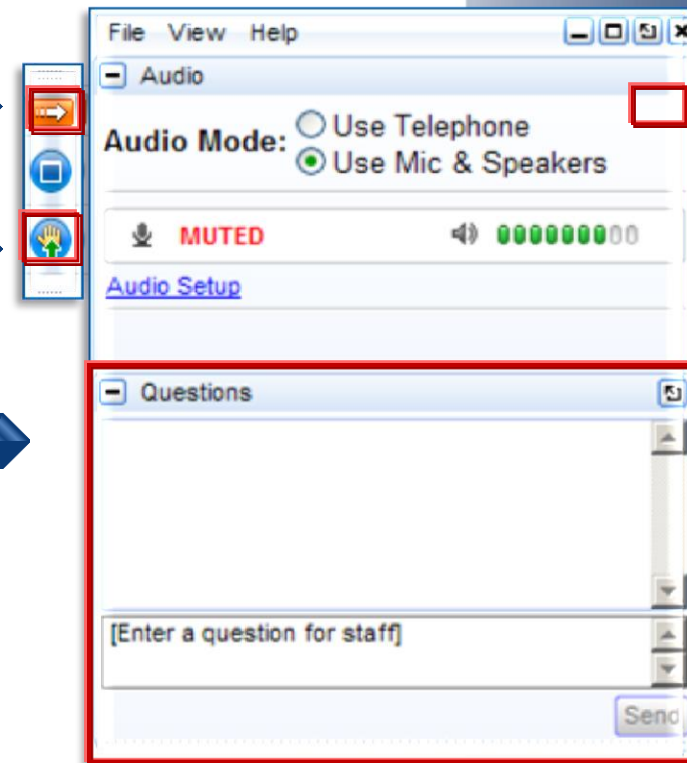 File View Help
Audio
Audio Mode:
Use Telephone
Use Mic & Speakers
MUTED
Audio Setup
Questions
[Enter a question for staff]
Send